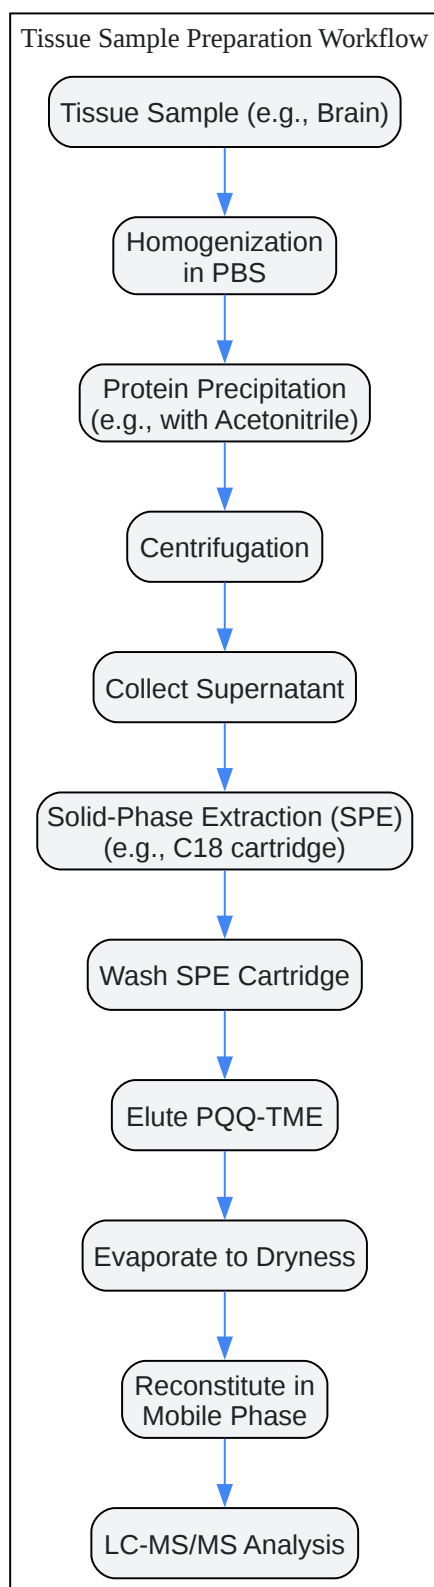 Tissue Sample Preparation Workflow
Tissue Sample (e.g., Brain)
Homogenization
in PBS
Protein Precipitation
(e.g., with Acetonitrile)
Centrifugation
Collect Supernatant
Solid-Phase Extraction (SPE)
(e.g., C18 cartridge)
Wash SPE Cartridge
Elute PQQ-TME
Evaporate to Dryness
Reconstitute in
Mobile Phase
LC-MS/MS Analysis